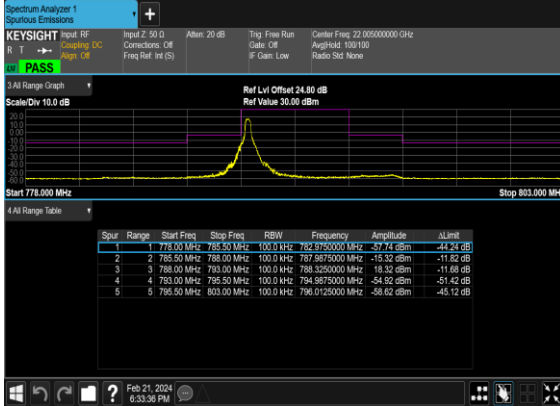 Spectrum Analyzer 1
Spurious Emissions
+
KEYSIGHT Input: RF Input Z: 50 Ω Atten: 20 dB Trig: Free Run Center Freq: 22.005000000 GHz
R T Coupling: DC Corrections: Off Gate: Off Avg|Hold: 100/100
Align: Off Freq Ref: Int (S) IF Gain: Low Radio Std: None
PASS
3 All Range Graph
Ref Lvl Offset 24.80 dB
Scale/Div 10.0 dB Ref Value 30.00 dBm
20.0
10.0
0.00
-10.0
-20.0
-30.0
-40.0
-50.0
Start 778.000 MHz Stop 803.000 MH
4 All Range Table
Spur Range Start Freq Stop Freq RBW Frequency Amplitude ΔLimit
1 1 778.00 MHz 785.50 MHz 100.0 kHz 782.9750000 MHz -57.74 dBm -44.24 dB
2 2 785.50 MHz 788.00 MHz 100.0 kHz 787.9875000 MHz -15.32 dBm -11.82 dB
3 3 788.00 MHz 793.00 MHz 100.0 kHz 788.3250000 MHz 18.32 dBm -11.68 dB
4 4 793.00 MHz 795.50 MHz 100.0 kHz 794.9875000 MHz -54.92 dBm -51.42 dB
5 5 795.50 MHz 803.00 MHz 100.0 kHz 796.0125000 MHz -58.62 dBm -45.12 dB
? Feb 21, 2024
6:33:36 PM